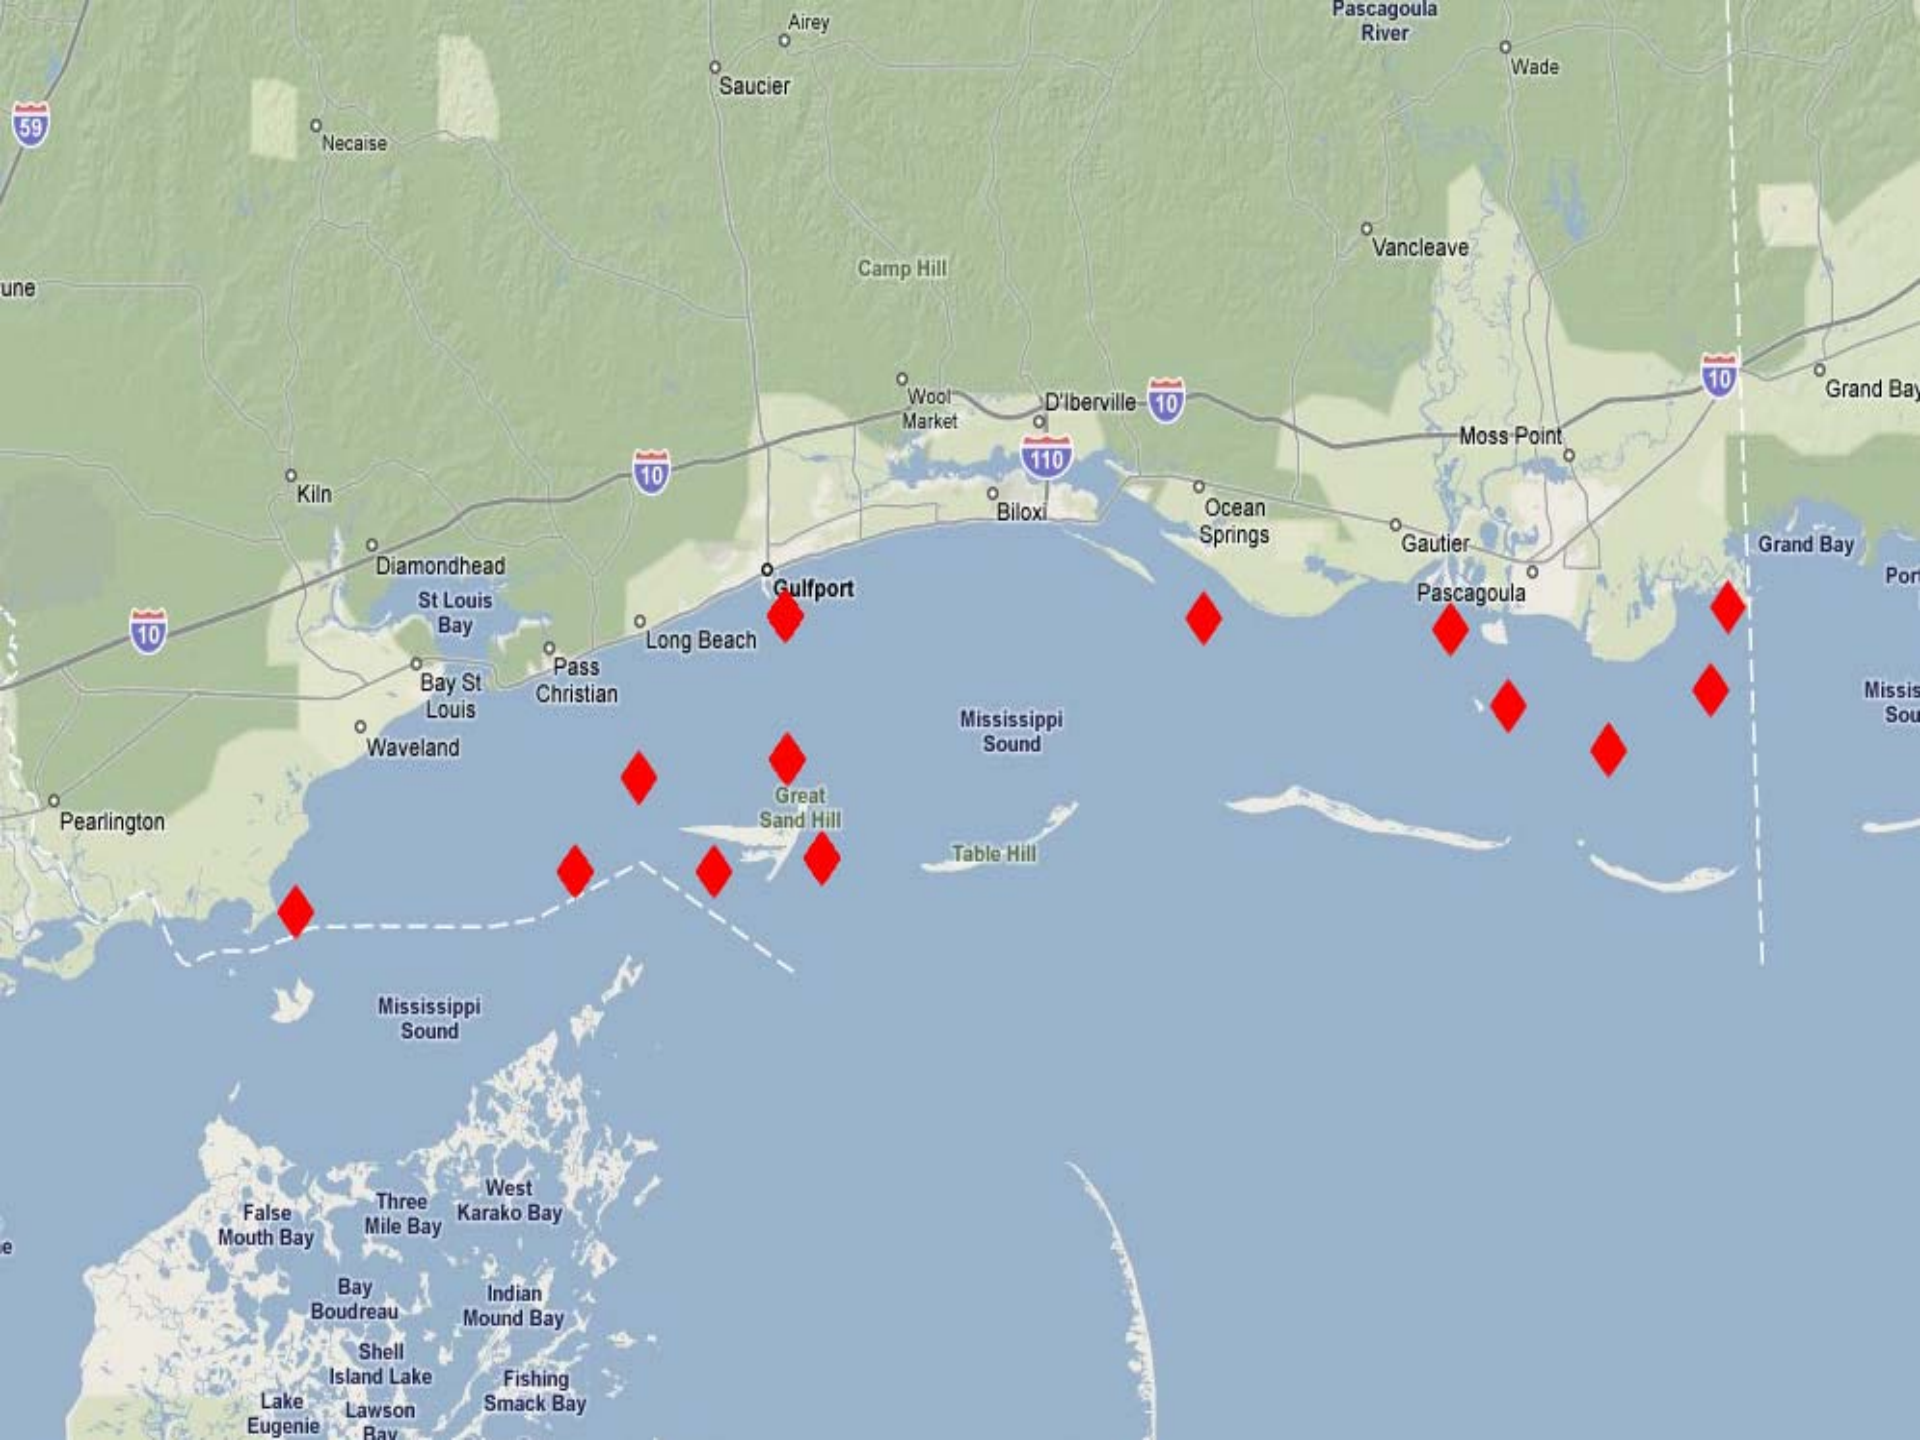 Pascagoula
River
Airey
Wade
Saucier
59
Necaise
Vancleave
Camp Hill
une
10
Grand Bay
Wool
Market
D'Iberville
10
Moss Point
110
10
Kiln
Biloxi
Ocean
Springs
Gautier
Grand Bay
Diamondhead
Gulfport
Pascagoula
Por
St Louis
Bay
10
Long Beach
Pass
Christian
Bay St
Louis
Missis
Sou
Mississippi
Sound
Waveland
Great
Sand Hill
Pearlington
Table Hill
Mississippi
Sound
West
Karako Bay
Three
Mile Bay
False
Mouth Bay
e
Bay
Boudreau
Indian
Mound Bay
Shell
Island Lake
Fishing
Smack Bay
Lake
Eugenie
Lawson
Bay